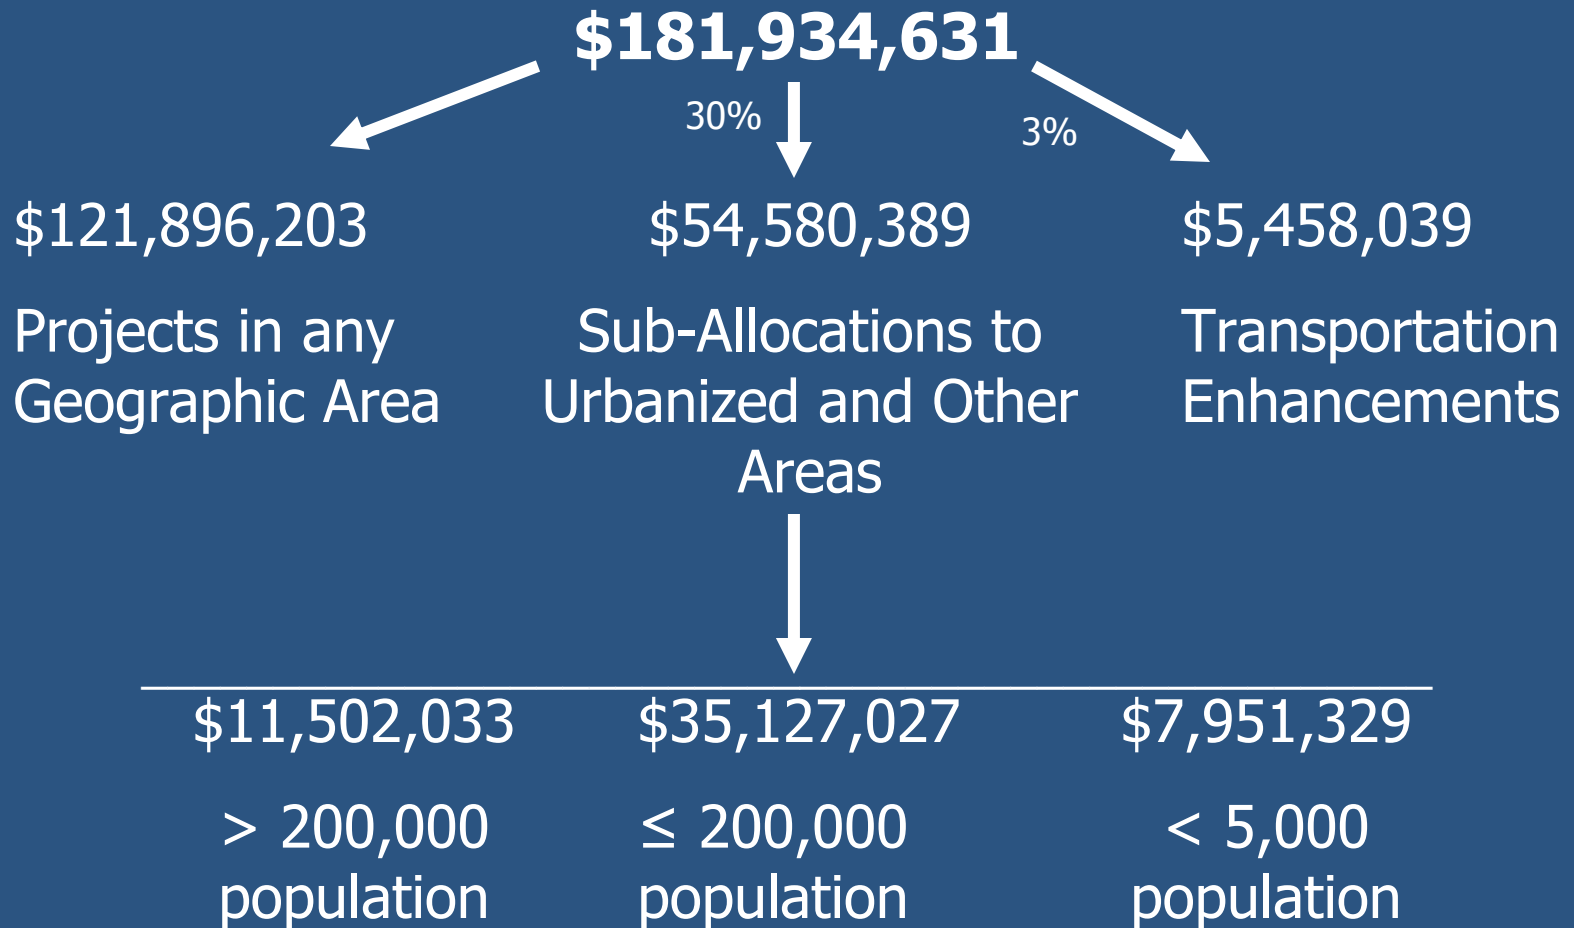 $181,934,631
30%
3%
$121,896,203
Projects in any
Geographic Area
$54,580,389
Sub-Allocations to
Urbanized and Other
Areas
$5,458,039
Transportation
Enhancements
$11,502,033
> 200,000
population
$35,127,027
≤ 200,000
population
$7,951,329
< 5,000
population